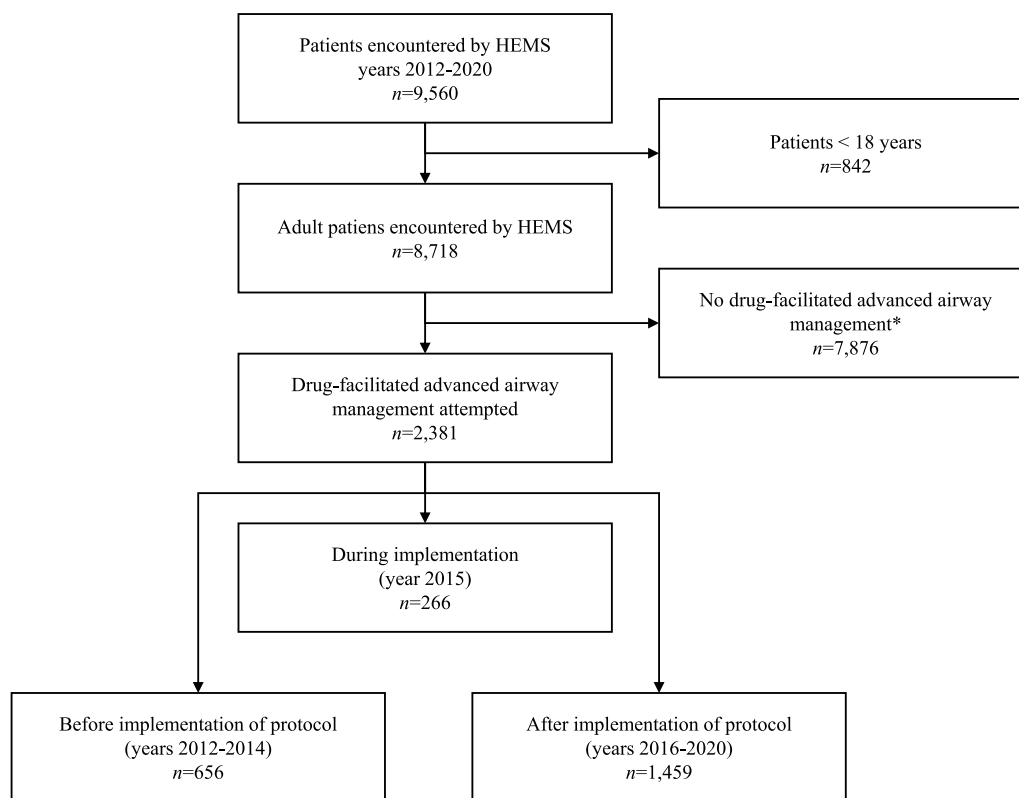 Patients encountered by HEMS
years 2012-2020
n=9,560
Patients < 18 years
n=842
Adult patiens encountered by HEMS
n=8,718
No drug-facilitated advanced airway
management*
n=7,876
Drug-facilitated advanced airway
management attempted
n=2,381
During implementation
(year 2015)
n=266
Before implementation of protocol
(years 2012-2014)
n=656
After implementation of protocol
(years 2016-2020)
n=1,459